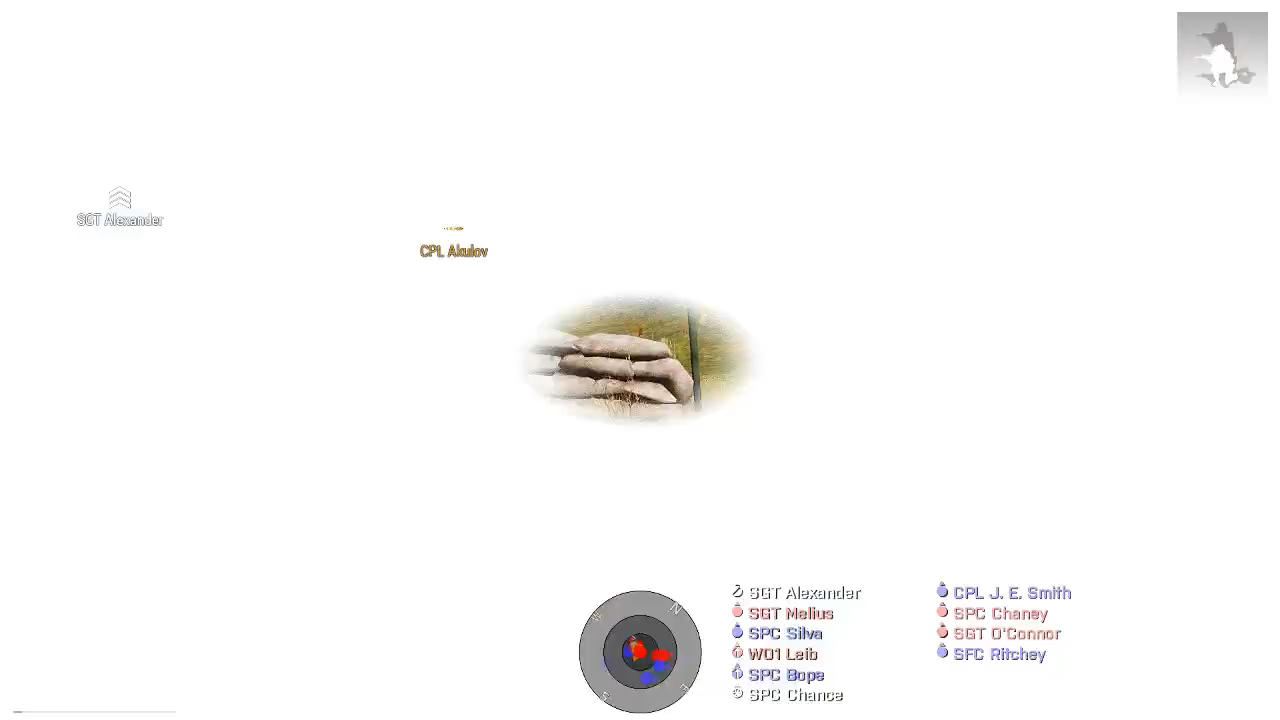 SGT Alexander
CPL Akulov
N
W
S
E
SGT Alexander
SGT Melius
SPC Silva
WO1 Leib
SPC Bope
SPC Chance
CPL J. E. Smith
SPC Chaney
SGT O'Connor
SFC Ritchey